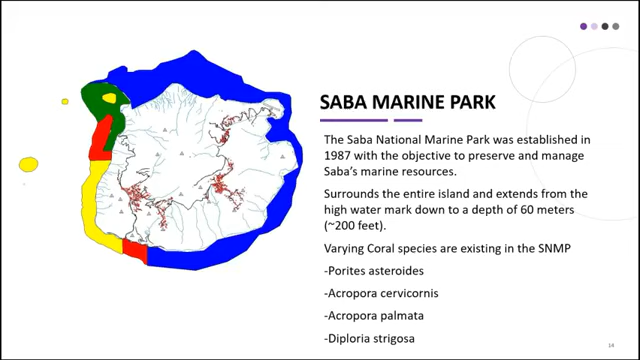 SABA MARINE PARK
The Saba National Marine Park was established in
1987 with the objective to preserve and manage
Saba's marine resources.
Surrounds the entire island and extends from the
high water mark down to a depth of 60 meters
(~200 feet).
Varying Coral species are existing in the SNMP
-Porites asteroides
-Acropora cervicornis
-Acropora palmata
-Diploria strigosa
14